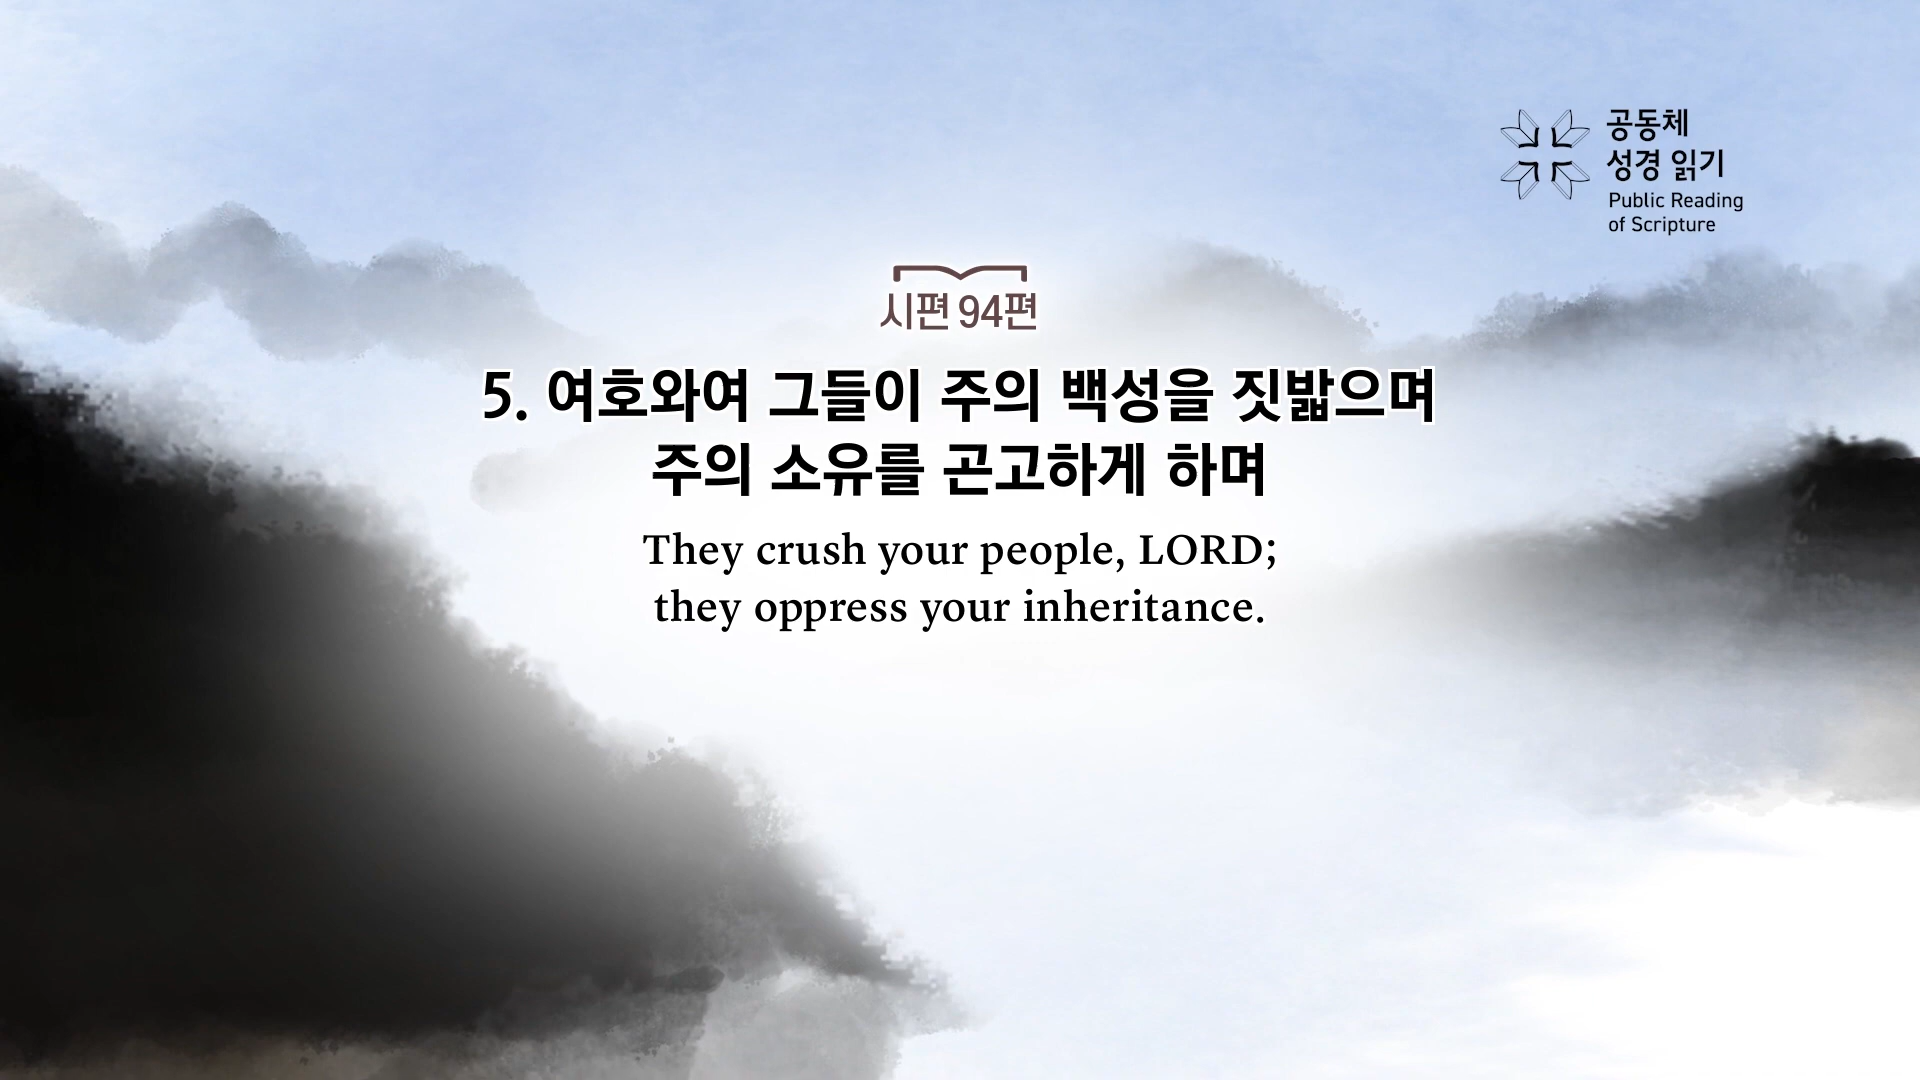 공동체
성경 읽기
Public Reading
of Scripture
시편 94편
5. 여호와여 그들이 주의 백성을 짓밟으며
주의 소유를 곤고하게 하며
They crush your people, LORD;
they oppress your inheritance.